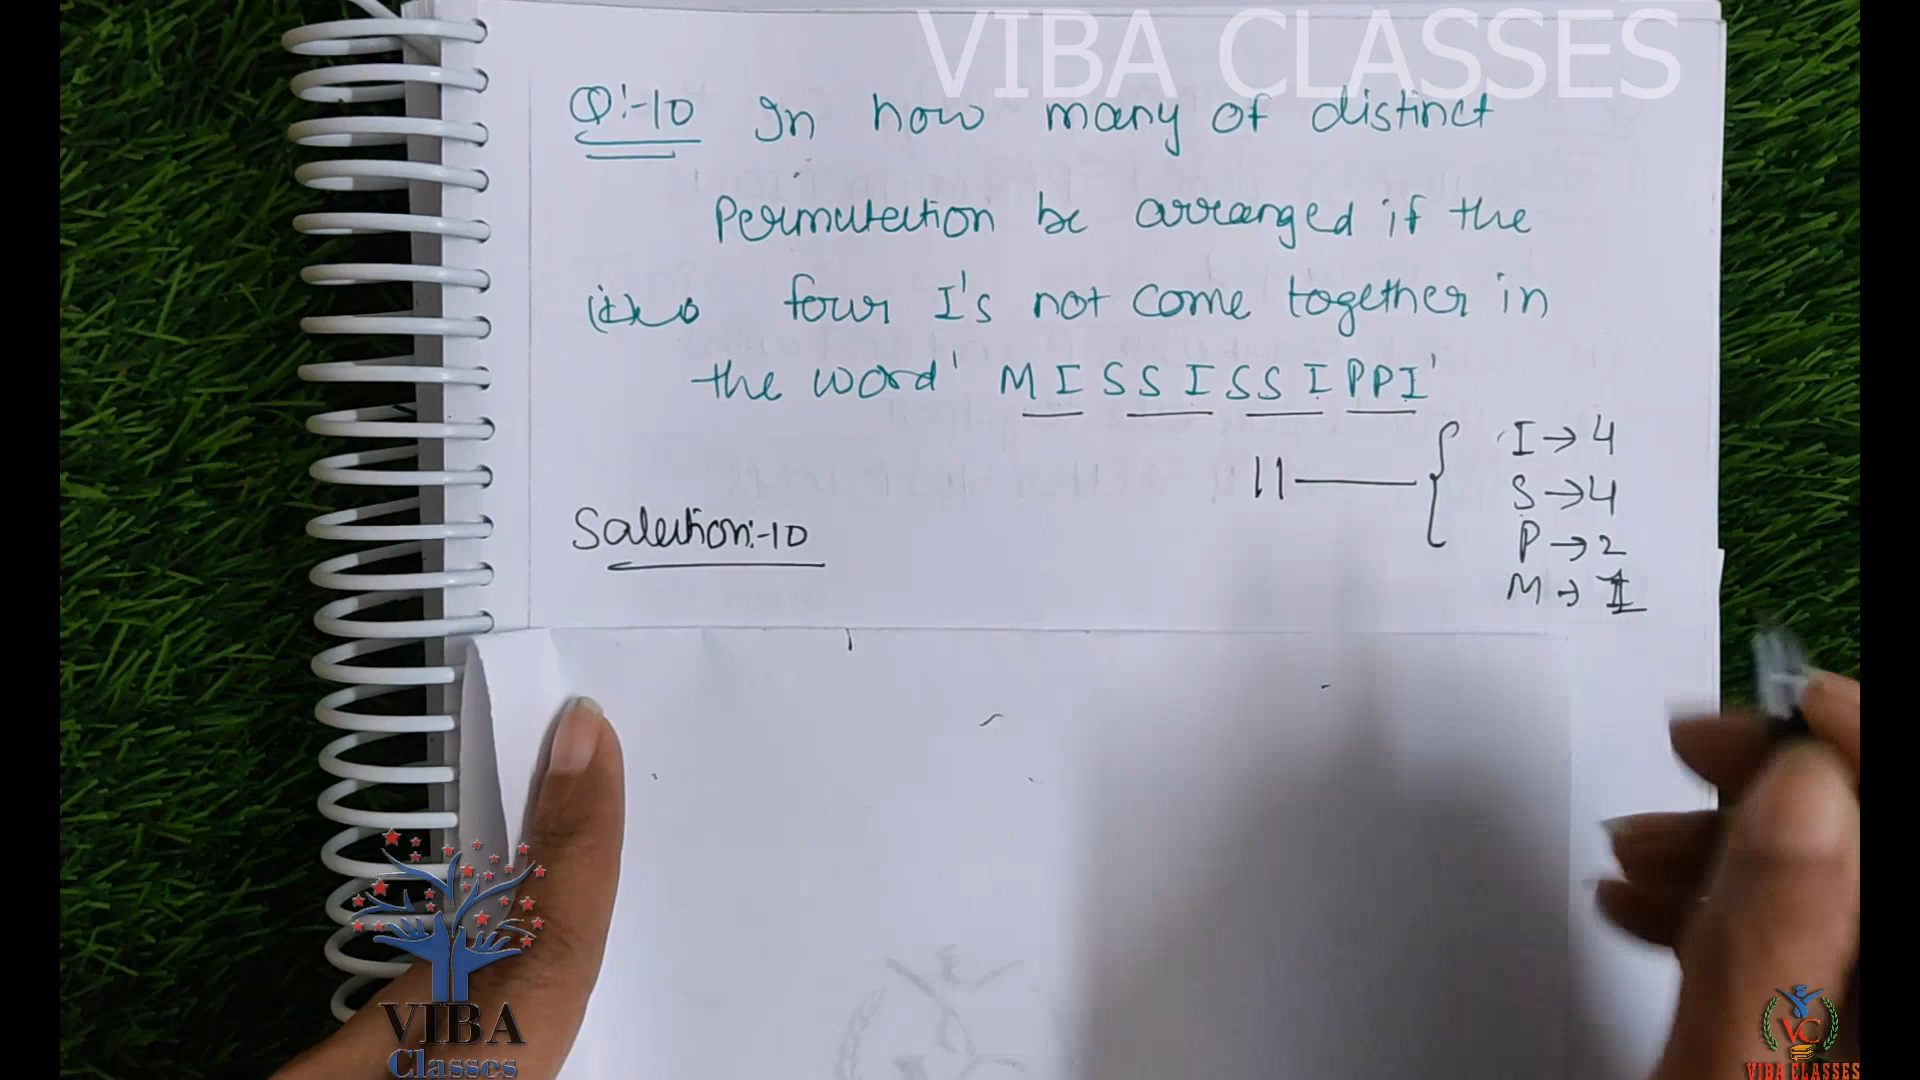 VIBA CLASSES
Q:-10 In how many of distinct
Permutation be arranged if the
four I's not come together in
the word ' MISSISSIPPI '
I → 4
11 — { S → 4
P → 2
M → 1
Solution:-10
VIBA
Classes
VC
VIBA CLASSES